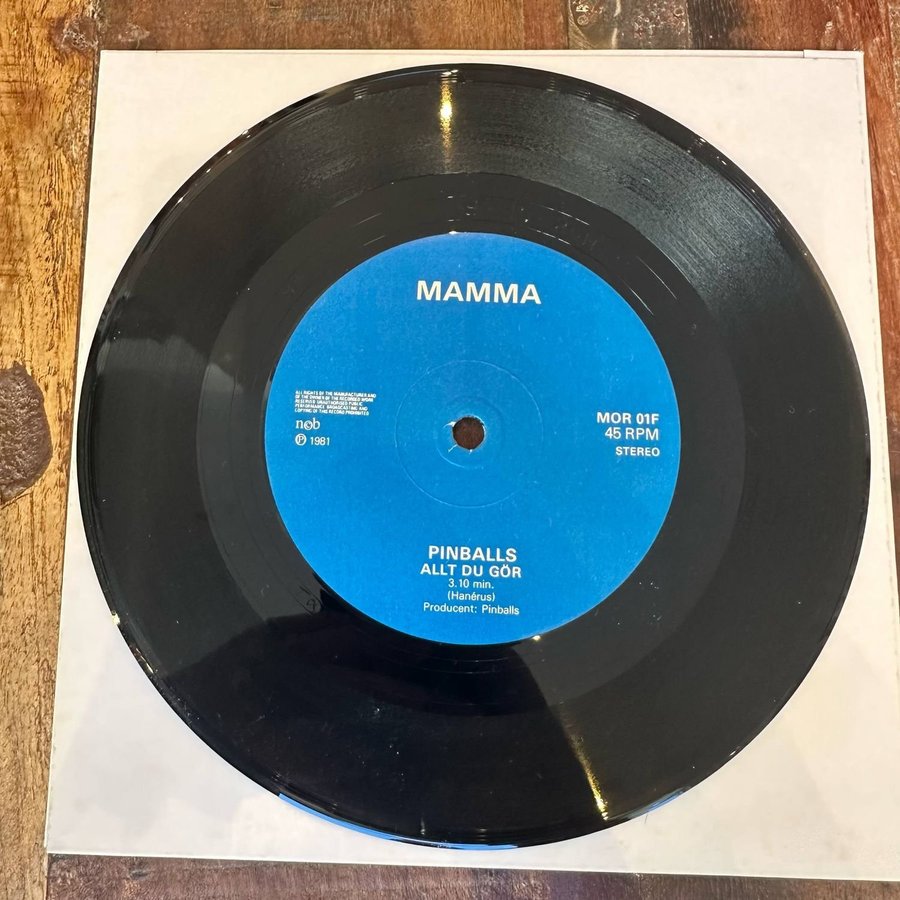 MAMMA
ALL RIGHTS OF THE MANUFACTURER AND
OF THE OWNER OF THE RECORDED WORK
RESERVED UNAUTHORISED PUBLIC
PERFORMANCE BROADCASTING AND
COPYING OF THIS RECORD PROHIBITED
ncb
Ⓟ 1981
MOR 01F
45 RPM
STEREO
PINBALLS
ALLT DU GÖR
3.10 min.
(Hanérus)
Producent: Pinballs